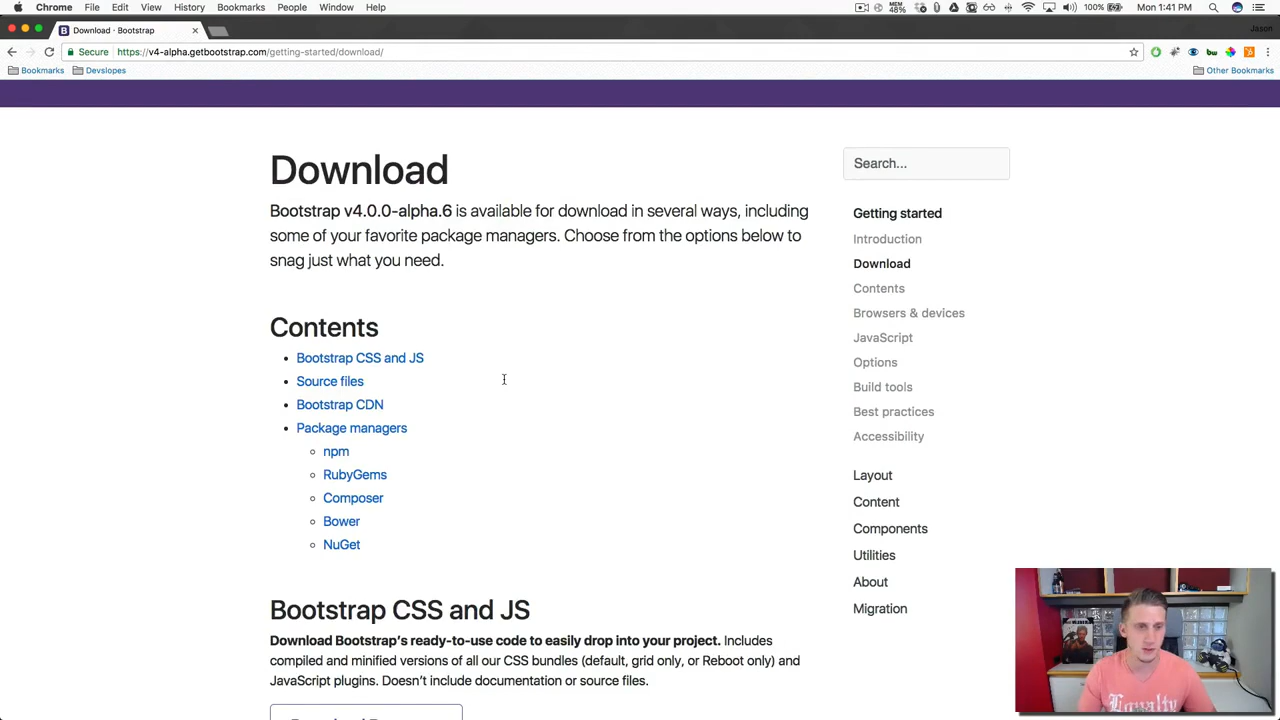 Chrome File Edit View History Bookmarks People Window Help
MEM 48% 100% Mon 1:41 PM
Download · Bootstrap
Jason
Secure https://v4-alpha.getbootstrap.com/getting-started/download/
Bookmarks Devslopes Other Bookmarks
Download
Bootstrap v4.0.0-alpha.6 is available for download in several ways, including
some of your favorite package managers. Choose from the options below to
snag just what you need.
Contents
Bootstrap CSS and JS
Source files
Bootstrap CDN
Package managers
npm
RubyGems
Composer
Bower
NuGet
Bootstrap CSS and JS
Download Bootstrap's ready-to-use code to easily drop into your project. Includes
compiled and minified versions of all our CSS bundles (default, grid only, or Reboot only) and
JavaScript plugins. Doesn't include documentation or source files.
Search...
Getting started
Introduction
Download
Contents
Browsers & devices
JavaScript
Options
Build tools
Best practices
Accessibility
Layout
Content
Components
Utilities
About
Migration
Loyalty